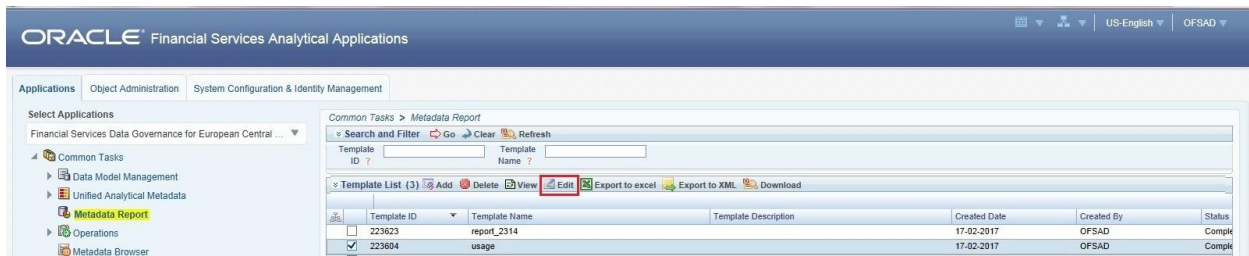 US-English OFSAD
ORACLE® Financial Services Analytical Applications
Applications Object Administration System Configuration & Identity Management
Select Applications
Financial Services Data Governance for European Central ...
Common Tasks
Data Model Management
Unified Analytical Metadata
Metadata Report
Operations
Metadata Browser
Common Tasks > Metadata Report
Search and Filter Go Clear Refresh
Template ID ? Template Name ?
Template List (3) Add Delete View Edit Export to excel Export to XML Download
Template ID Template Name Template Description Created Date Created By Status
223623 report_2314 17-02-2017 OFSAD Comple
223604 usage 17-02-2017 OFSAD Comple